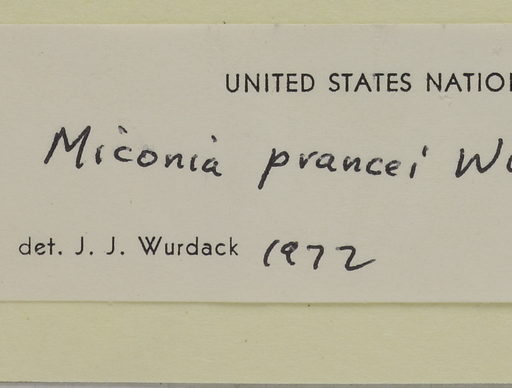 UNITED STATES NATIO
Miconia prancei Wu
det. J. J. Wurdack 1972